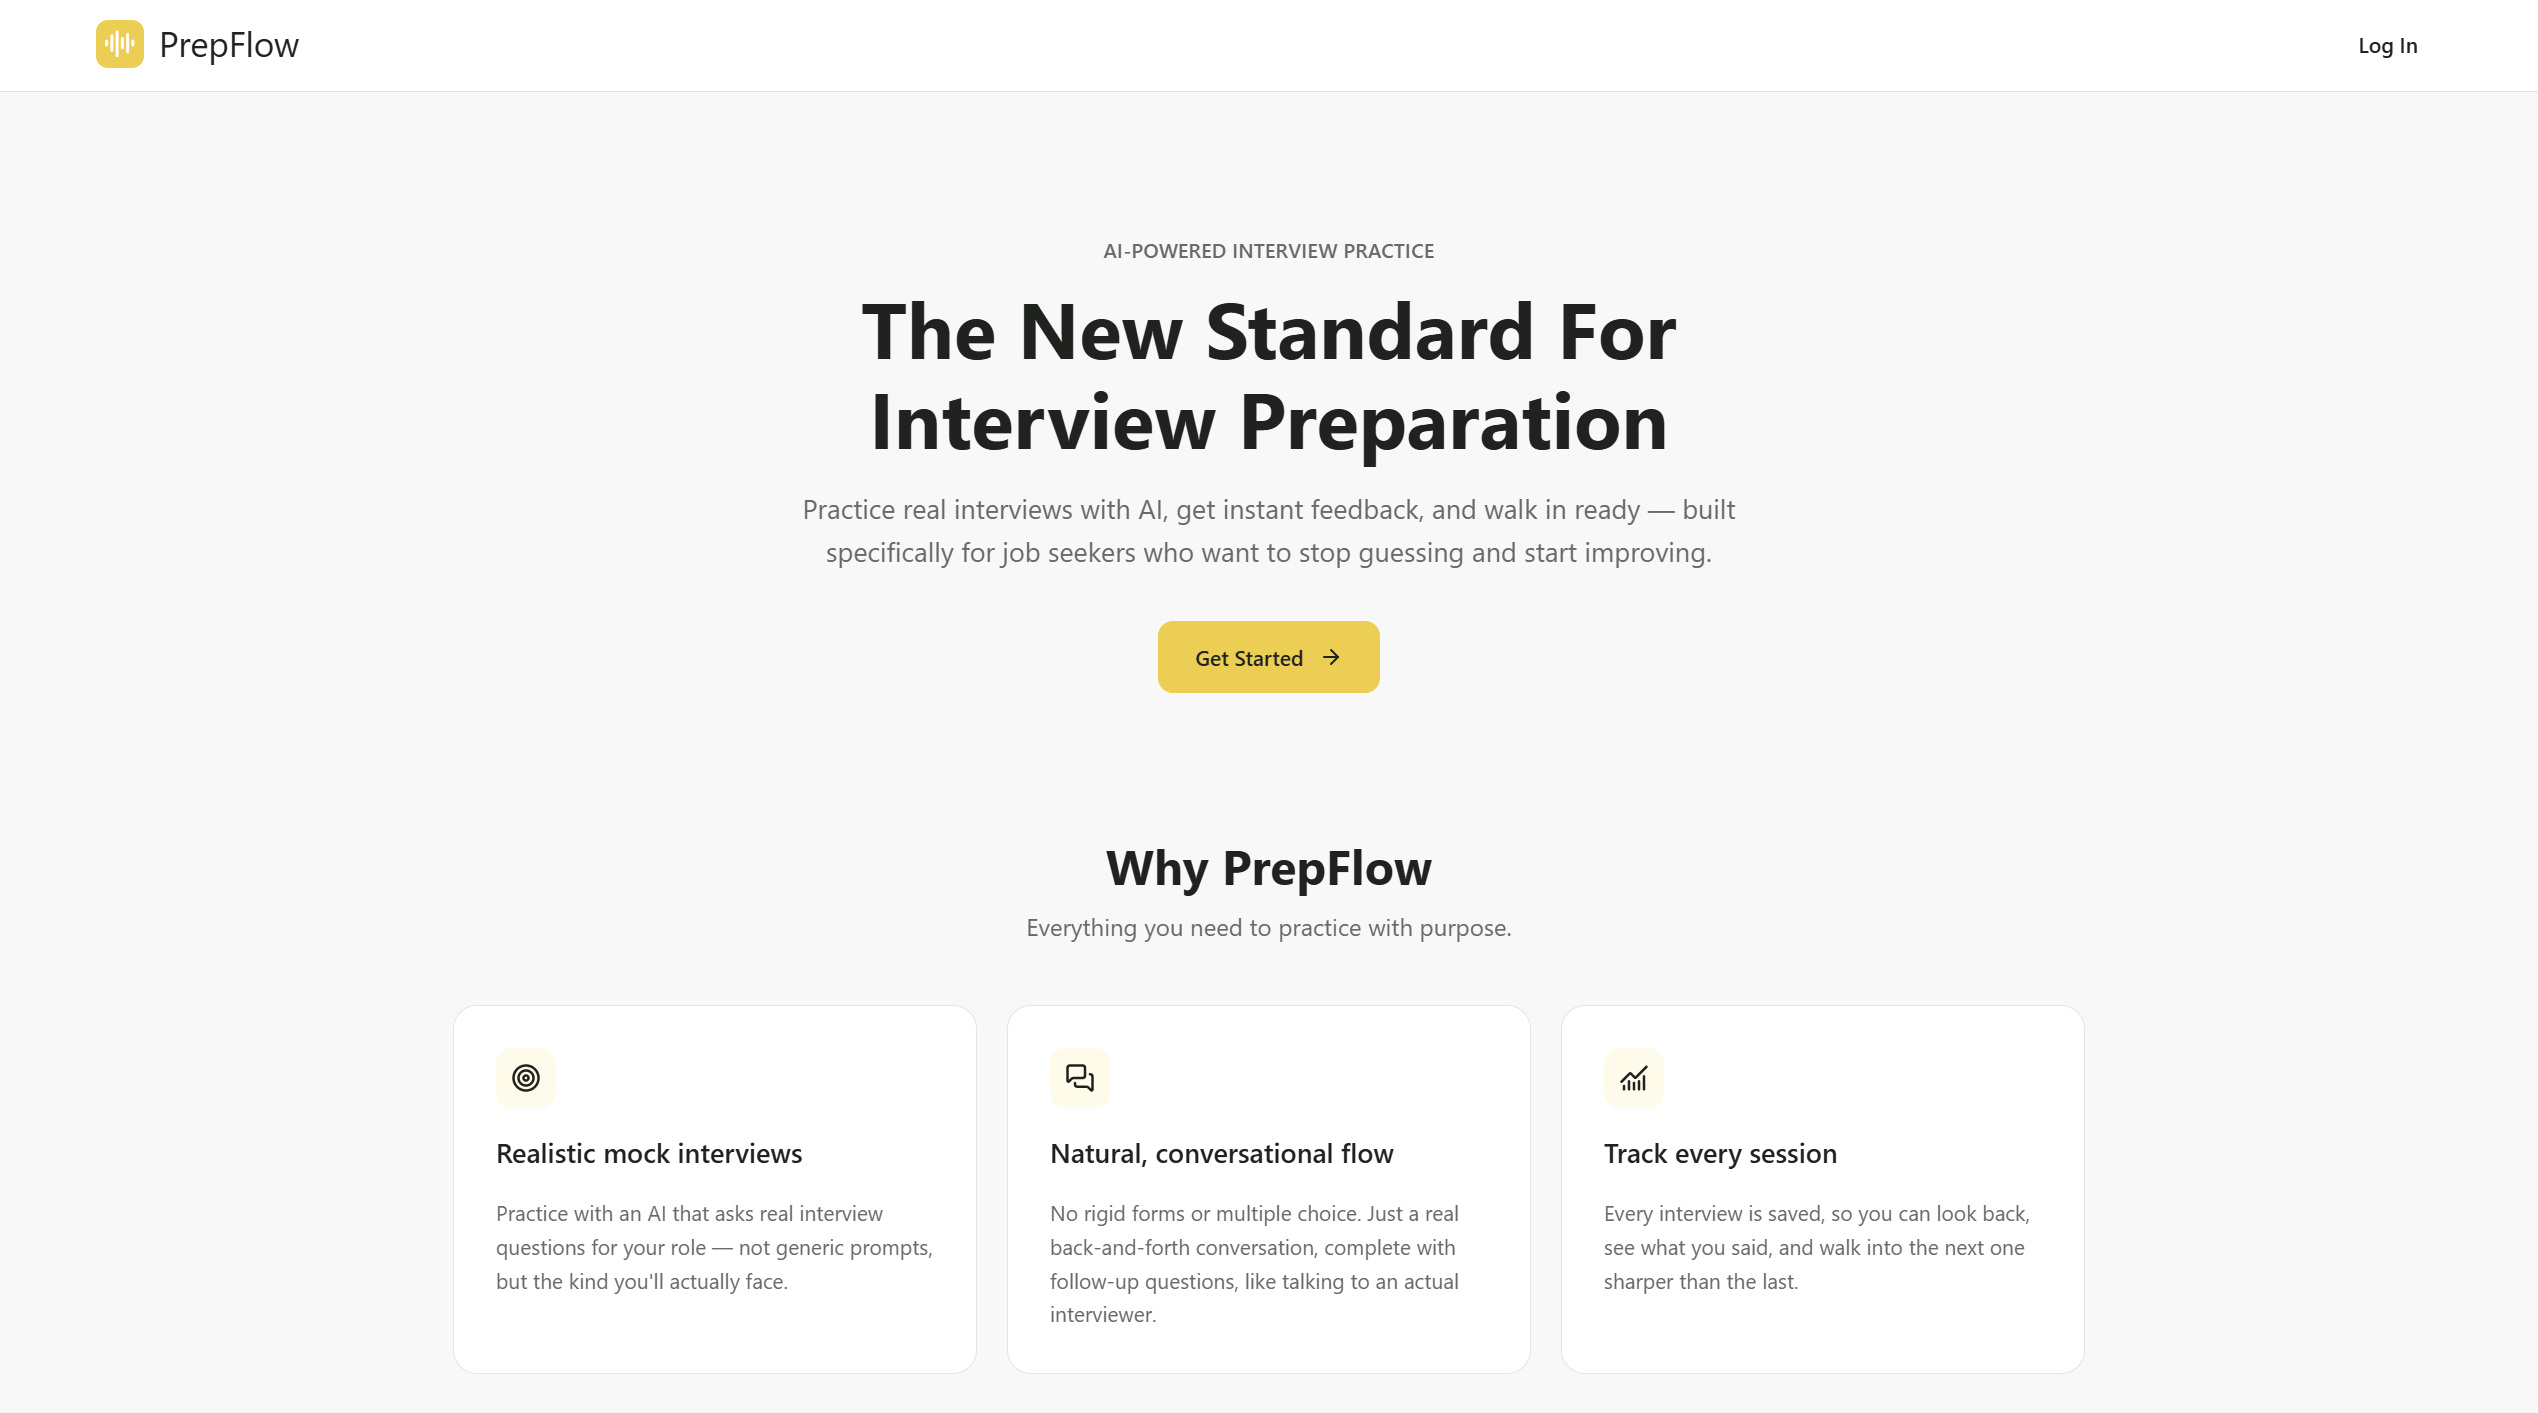 PrepFlow
Log In
AI-POWERED INTERVIEW PRACTICE
The New Standard For
Interview Preparation
Practice real interviews with AI, get instant feedback, and walk in ready — built
specifically for job seekers who want to stop guessing and start improving.
Get Started →
Why PrepFlow
Everything you need to practice with purpose.
Realistic mock interviews
Practice with an AI that asks real interview
questions for your role — not generic prompts,
but the kind you'll actually face.
Natural, conversational flow
No rigid forms or multiple choice. Just a real
back-and-forth conversation, complete with
follow-up questions, like talking to an actual
interviewer.
Track every session
Every interview is saved, so you can look back,
see what you said, and walk into the next one
sharper than the last.